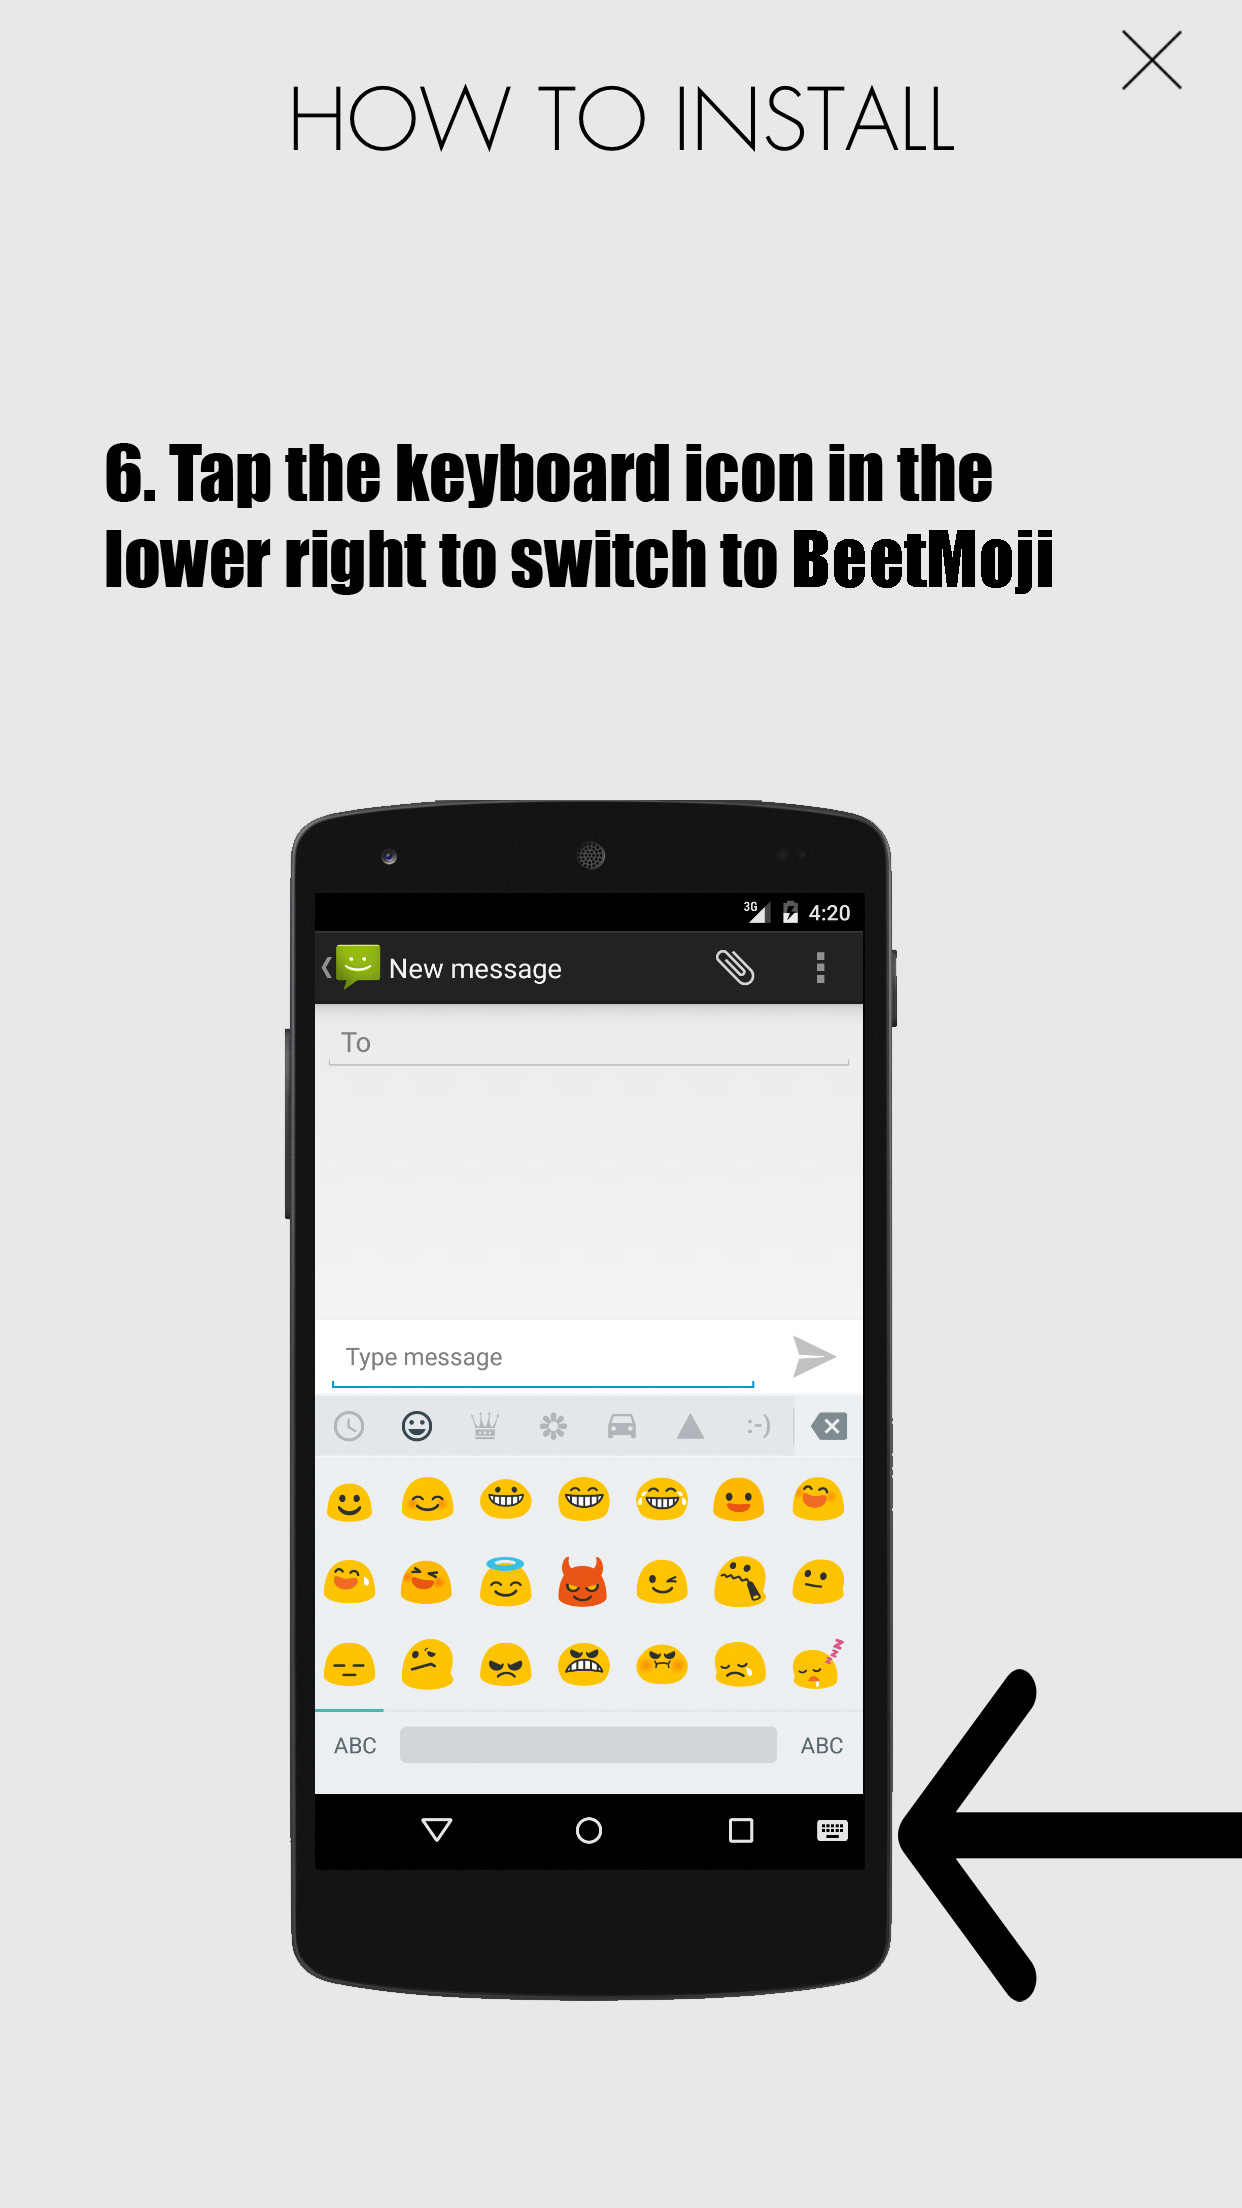 HOW TO INSTALL
6. Tap the keyboard icon in the
lower right to switch to BeetMoji
3G 4:20
New message
To
Type message
:-)
ABC ABC